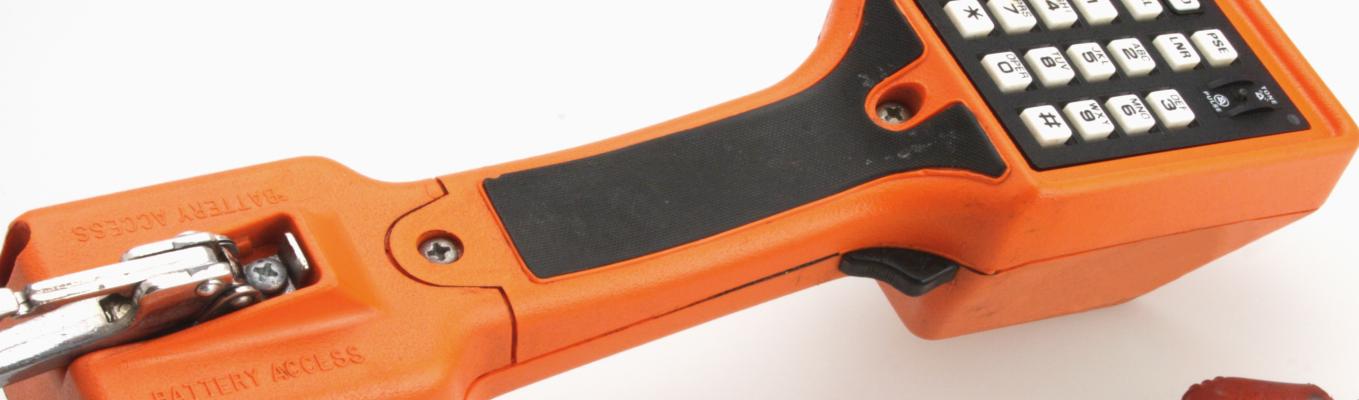 BATTERY ACCESS
BATTERY ACCESS
*
7 PRS
4
0 OPER
8 TUV
5 JKL
2 ABC
LNR
PSE
#
9 WXY
6 MNO
3 DEF
PULSE
TONE